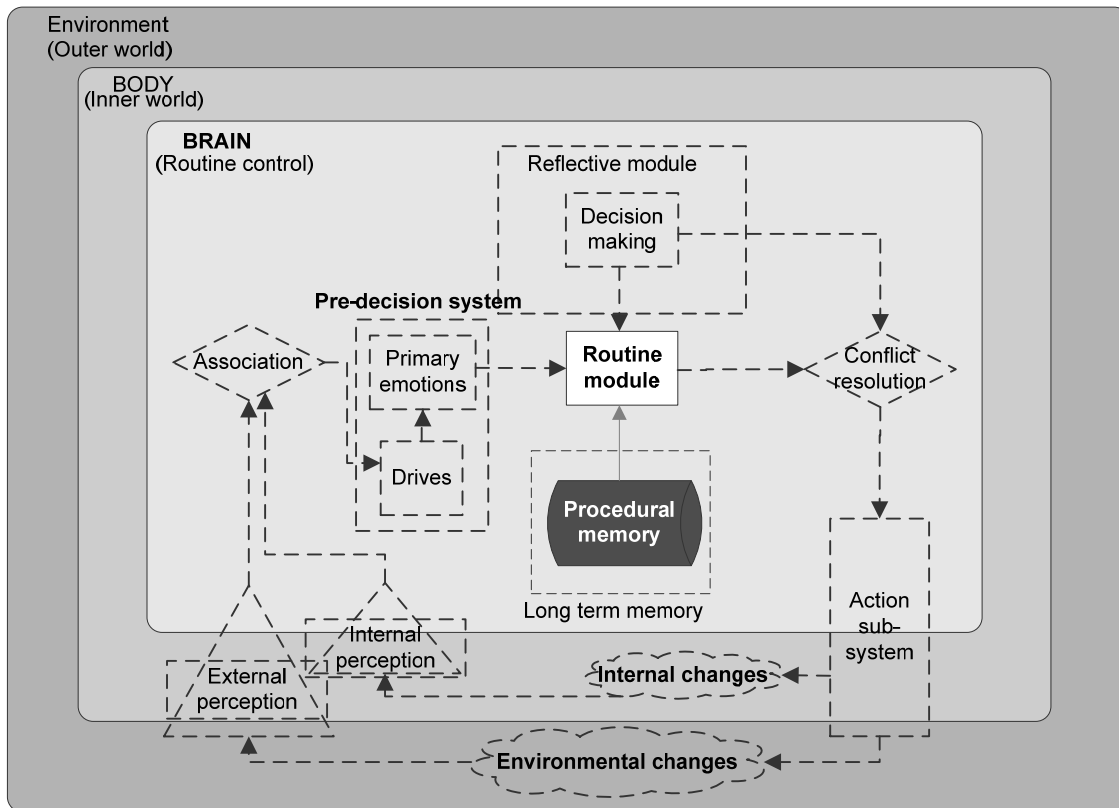 Environment
(Outer world)
BODY
(Inner world)
BRAIN
(Routine control)
Reflective module
Decision
making
Pre-decision system
Association
Primary
emotions
Routine
module
Conflict
resolution
Drives
Procedural
memory
Long term memory
Action
sub-
system
Internal
perception
External
perception
Internal changes
Environmental changes